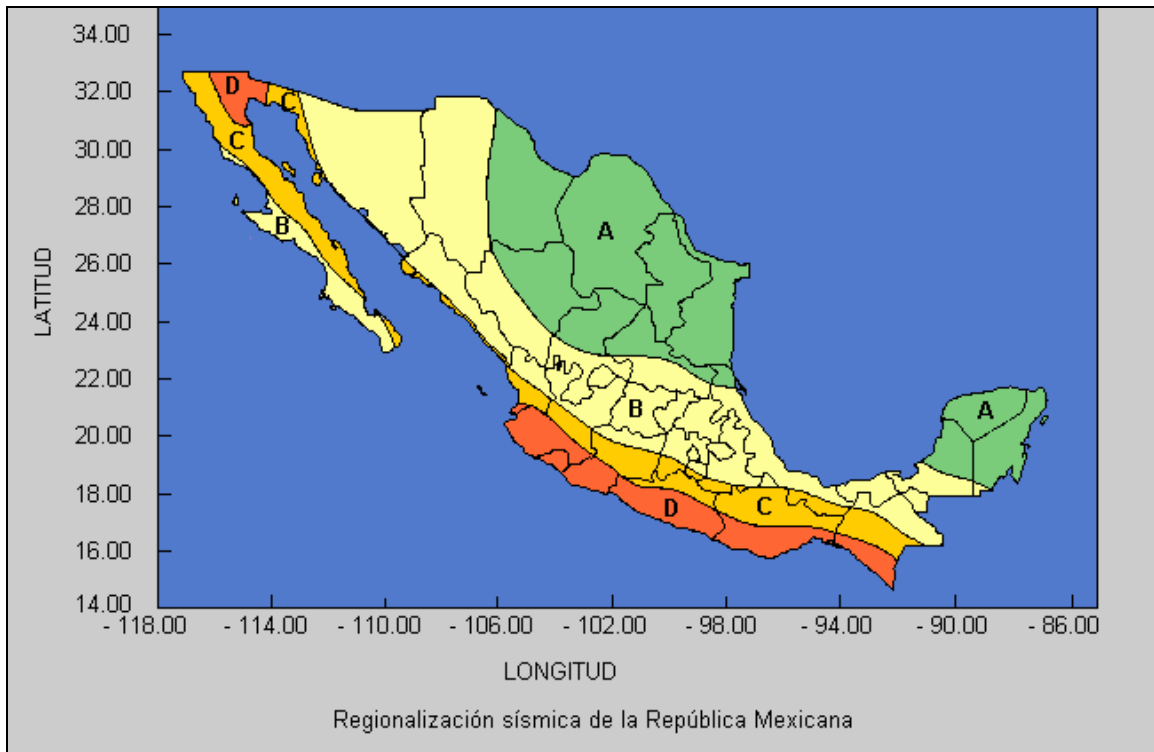 34.00
32.00
30.00
28.00
26.00
24.00
22.00
20.00
18.00
16.00
14.00
LATITUD
D
C
C
B
A
A
B
C
D
- 118.00 - 114.00 - 110.00 - 106.00 - 102.00 - 98.00 - 94.00 - 90.00 - 86.00
LONGITUD
Regionalización sísmica de la República Mexicana